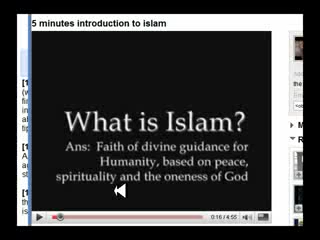 5 minutes introduction to islam
What is Islam?
Ans: Faith of divine guidance for
Humanity, based on peace,
spirituality and the oneness of God
0:16 / 4:55